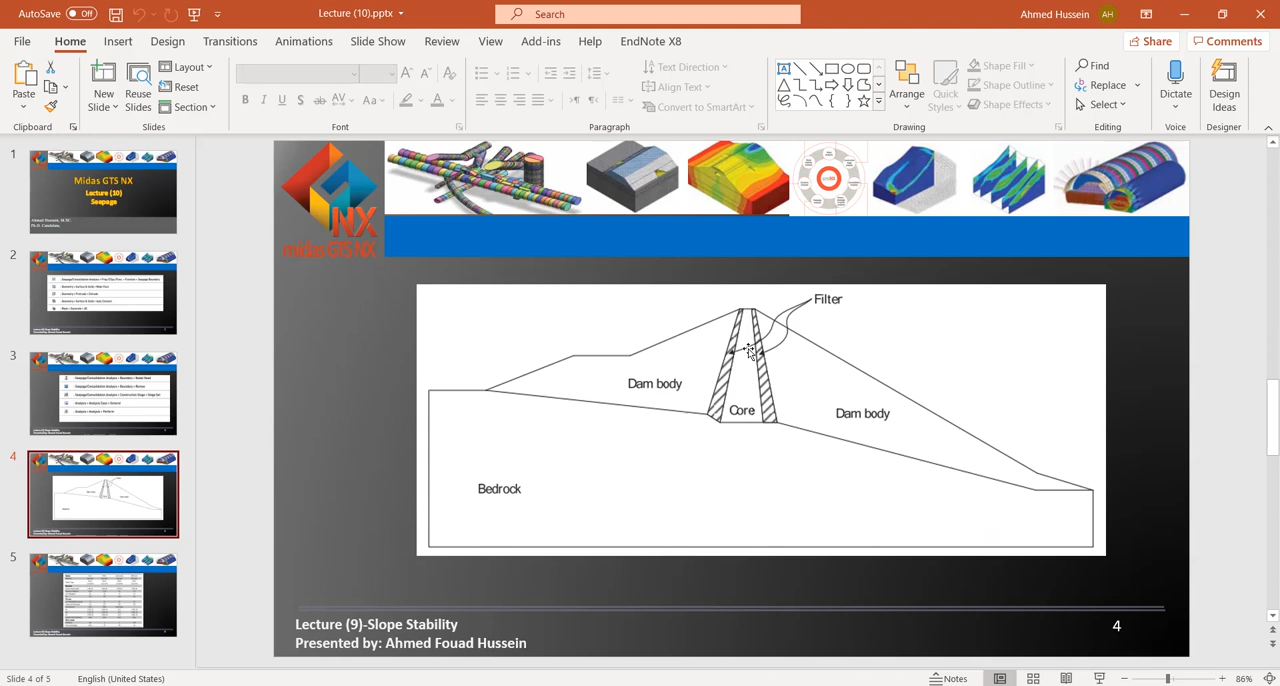 AutoSave Off
Lecture (10).pptx
Search
Ahmed Hussein AH
File Home Insert Design Transitions Animations Slide Show Review View Add-ins Help EndNote X8
Share Comments
Paste
New Slide
Reuse Slides
Layout
Reset
Section
Text Direction
Align Text
Convert to SmartArt
Arrange
Quick Styles
Shape Fill
Shape Outline
Shape Effects
Find
Replace
Select
Dictate
Design Ideas
Clipboard Slides Font Paragraph Drawing Editing Voice Designer
1
Midas GTS NX
Lecture (10)
Seepage
2
3
4
5
NX
midas GTS NX
Filter
Dam body
Core
Dam body
Bedrock
Lecture (9)-Slope Stability
Presented by: Ahmed Fouad Hussein
4
Slide 4 of 5 English (United States) Notes 86%